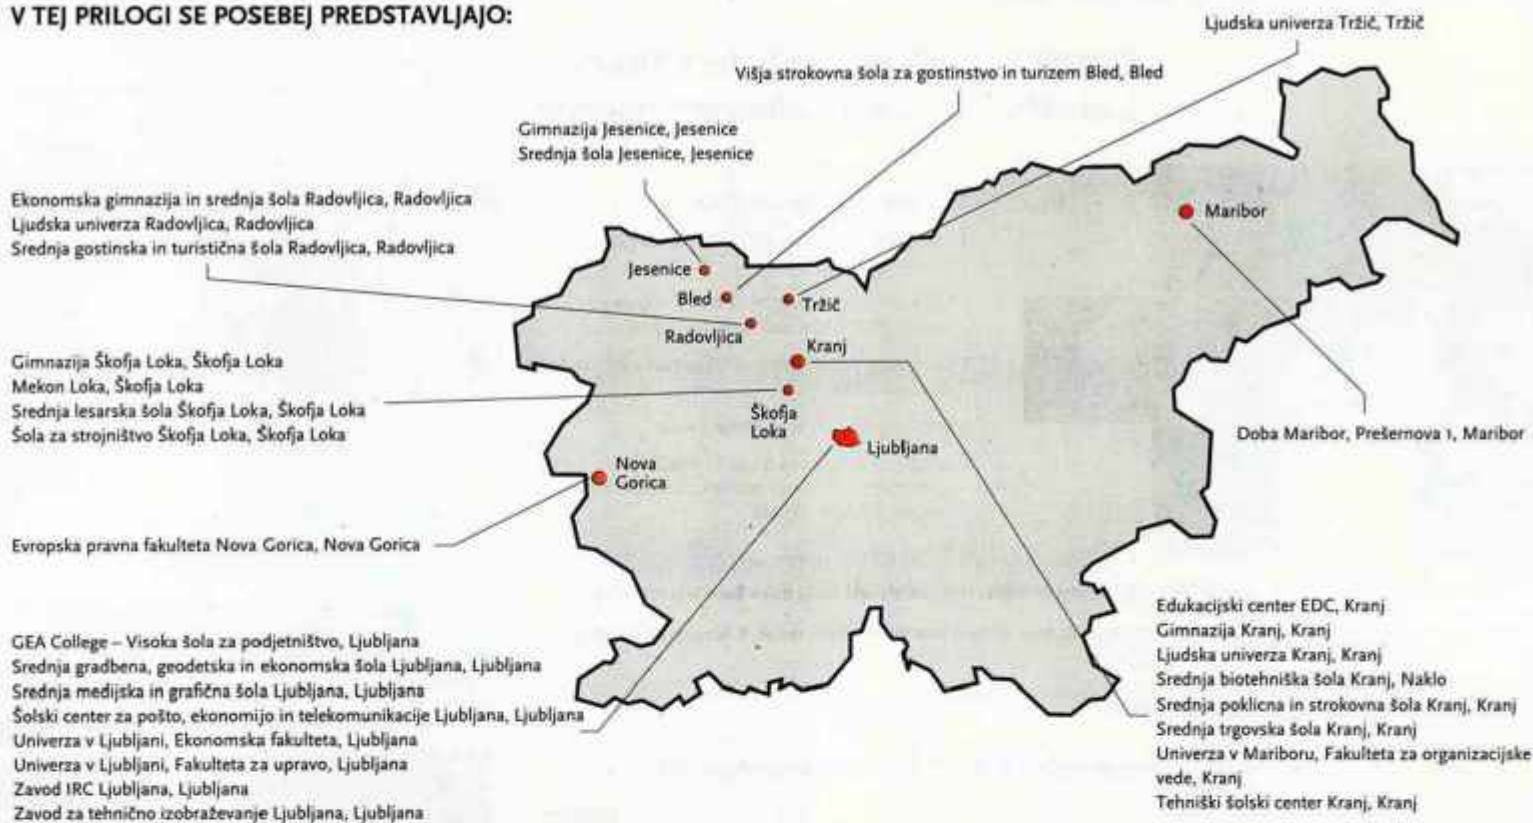 V TEJ PRILOGI SE POSEBEJ PREDSTAVLJAJO:
Ljudska univerza Tržič, Tržič
Višja strokovna šola za gostinstvo in turizem Bled, Bled
Gimnazija Jesenice, Jesenice
Srednja šola Jesenice, Jesenice
Ekonomska gimnazija in srednja šola Radovljica, Radovljica
Ljudska univerza Radovljica, Radovljica
Srednja gostinska in turistična šola Radovljica, Radovljica
Maribor
Jesenice
Bled
Tržič
Radovljica
Kranj
Gimnazija Škofja Loka, Škofja Loka
Mekon Loka, Škofja Loka
Srednja lesarska šola Škofja Loka, Škofja Loka
Šola za strojništvo Škofja Loka, Škofja Loka
Škofja
Loka
Ljubljana
Doba Maribor, Prešernova 1, Maribor
Nova
Gorica
Evropska pravna fakulteta Nova Gorica, Nova Gorica
GEA College – Visoka šola za podjetništvo, Ljubljana
Srednja gradbena, geodetska in ekonomska šola Ljubljana, Ljubljana
Srednja medijska in grafična šola Ljubljana, Ljubljana
Šolski center za pošto, ekonomijo in telekomunikacije Ljubljana, Ljubljana
Univerza v Ljubljani, Ekonomska fakulteta, Ljubljana
Univerza v Ljubljani, Fakulteta za upravo, Ljubljana
Zavod IRC Ljubljana, Ljubljana
Zavod za tehnično izobraževanje Ljubljana, Ljubljana
Edukacijski center EDC, Kranj
Gimnazija Kranj, Kranj
Ljudska univerza Kranj, Kranj
Srednja biotehniška šola Kranj, Naklo
Srednja poklicna in strokovna šola Kranj, Kranj
Srednja trgovska šola Kranj, Kranj
Univerza v Mariboru, Fakulteta za organizacijske
vede, Kranj
Tehniški šolski center Kranj, Kranj